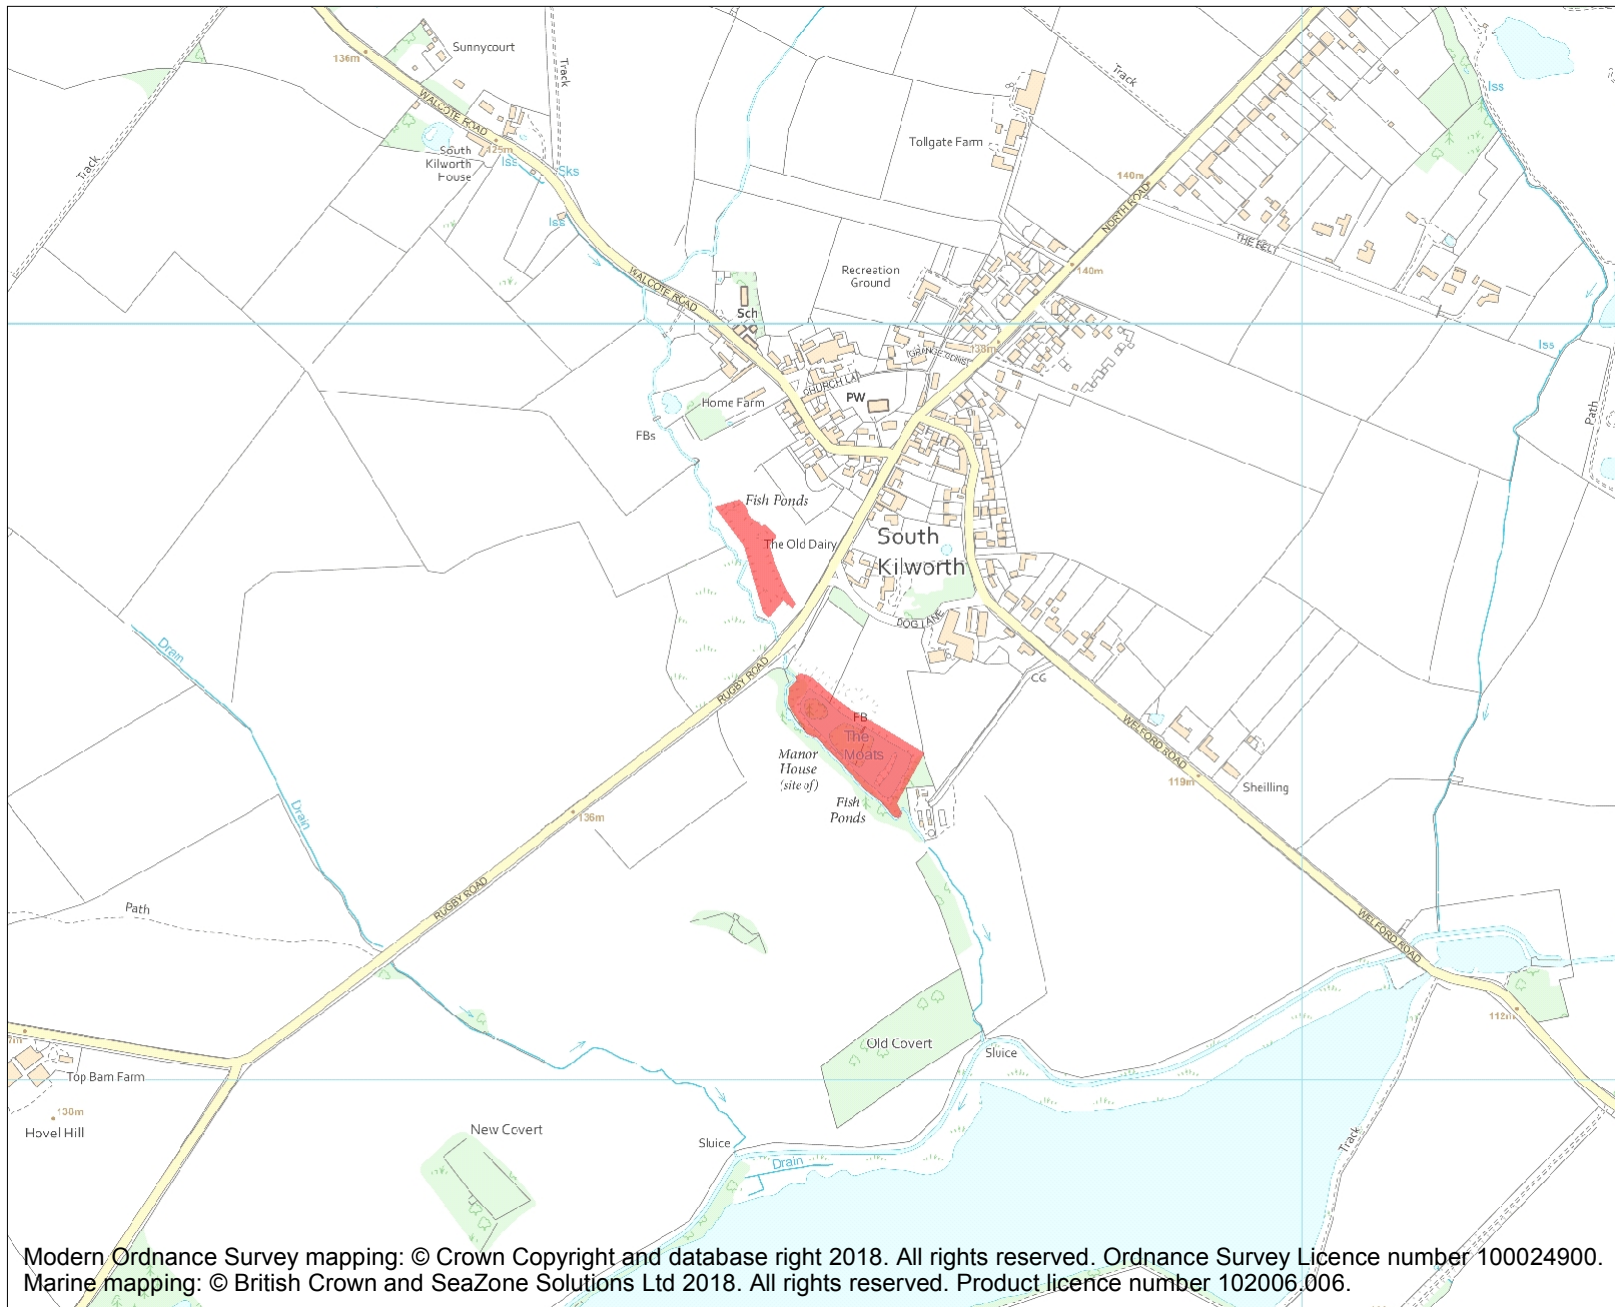 Sunnycourt
136m
Track
Track
Iss
WALCOTE ROAD
125m
South
Kilworth
House
Iss
Sks
Iss
Track
Tollgate Farm
140m
NORTH ROAD
THE BELT
Recreation
Ground
140m
WALCOTE ROAD
Sch
138m
Iss
CHURCH LA
PW
Home Farm
FBs
Path
Fish Ponds
The Old Dairy
South
Kilworth
DOG LANE
Drain
RUGBY ROAD
CG
FB
The
Moats
Manor
House
(site of)
Fish
Ponds
WELFORD ROAD
119m
Sheilling
Drain
136m
RUGBY ROAD
Path
WELFORD ROAD
112m
7m
Top Barn Farm
138m
Hovel Hill
Old Covert
Sluice
New Covert
Sluice
Drain
Track
Modern Ordnance Survey mapping: © Crown Copyright and database right 2018. All rights reserved. Ordnance Survey Licence number 100024900.
Marine mapping: © British Crown and SeaZone Solutions Ltd 2018. All rights reserved. Product licence number 102006.006.